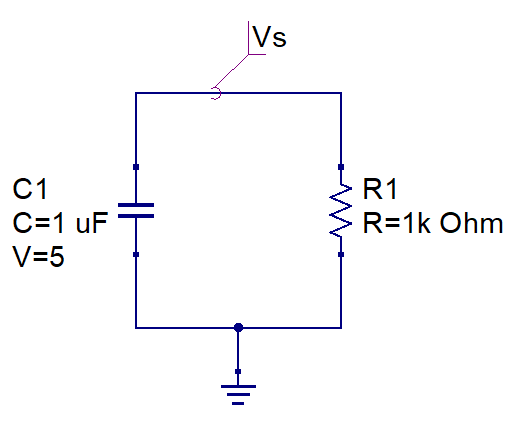 Vs
C1
C=1 uF
V=5
R1
R=1k Ohm